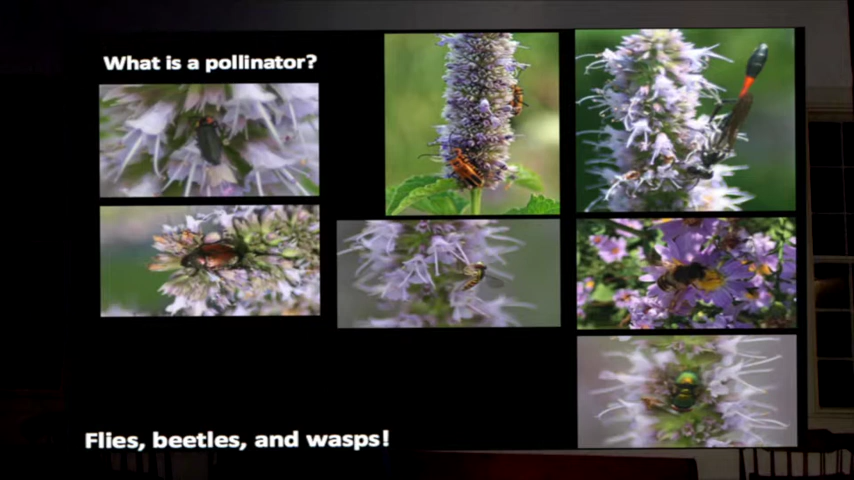 What is a pollinator?
Flies, beetles, and wasps!